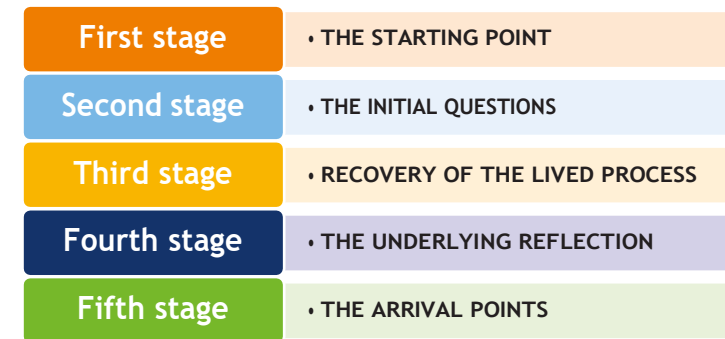 First stage
• THE STARTING POINT
Second stage
• THE INITIAL QUESTIONS
Third stage
• RECOVERY OF THE LIVED PROCESS
Fourth stage
• THE UNDERLYING REFLECTION
Fifth stage
• THE ARRIVAL POINTS